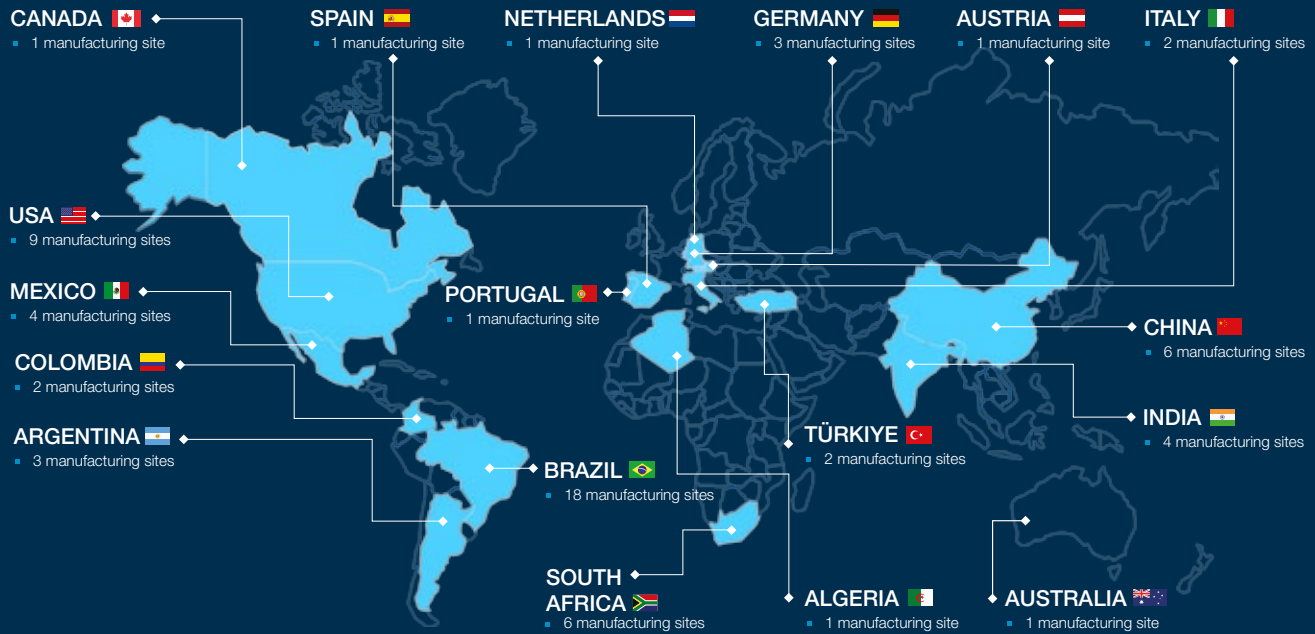 CANADA
1 manufacturing site
SPAIN
1 manufacturing site
NETHERLANDS
1 manufacturing site
GERMANY
3 manufacturing sites
AUSTRIA
1 manufacturing site
ITALY
2 manufacturing sites
USA
9 manufacturing sites
MEXICO
4 manufacturing sites
COLOMBIA
2 manufacturing sites
ARGENTINA
3 manufacturing sites
PORTUGAL
1 manufacturing site
BRAZIL
18 manufacturing sites
SOUTH
AFRICA
6 manufacturing sites
TÜRKIYE
2 manufacturing sites
ALGERIA
1 manufacturing site
CHINA
6 manufacturing sites
INDIA
4 manufacturing sites
AUSTRALIA
1 manufacturing site